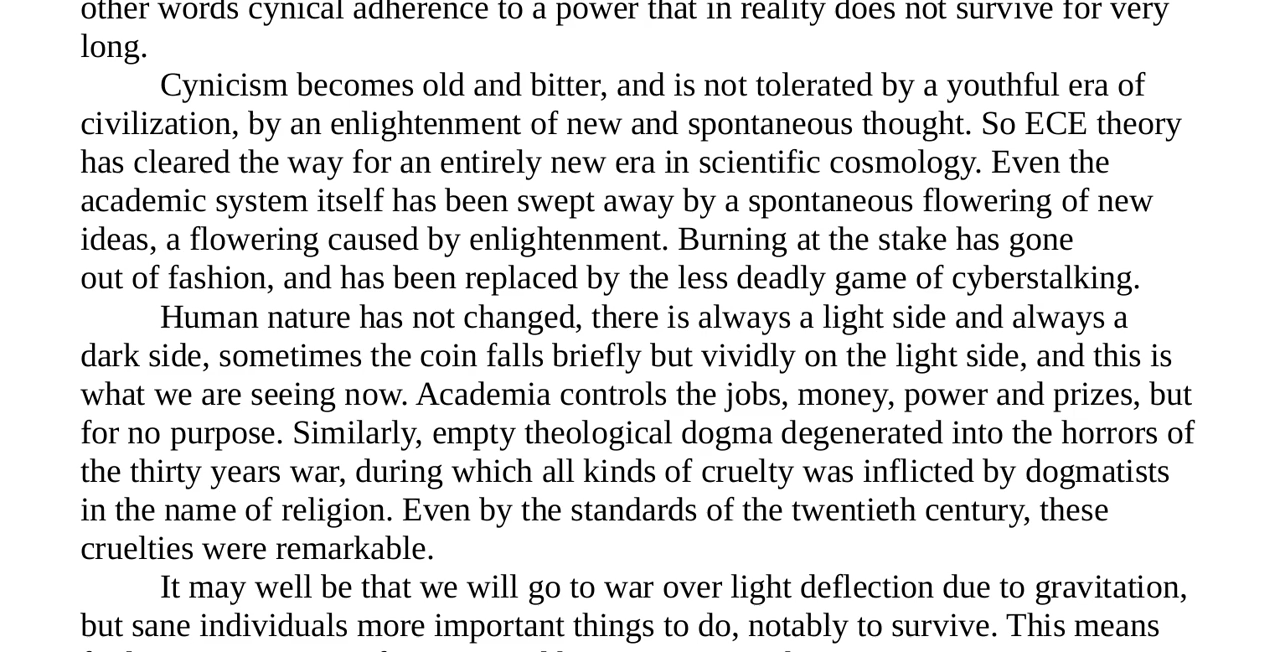 other words cynical adherence to a power that in reality does not survive for very
long.
Cynicism becomes old and bitter, and is not tolerated by a youthful era of
civilization, by an enlightenment of new and spontaneous thought. So ECE theory
has cleared the way for an entirely new era in scientific cosmology. Even the
academic system itself has been swept away by a spontaneous flowering of new
ideas, a flowering caused by enlightenment. Burning at the stake has gone
out of fashion, and has been replaced by the less deadly game of cyberstalking.
Human nature has not changed, there is always a light side and always a
dark side, sometimes the coin falls briefly but vividly on the light side, and this is
what we are seeing now. Academia controls the jobs, money, power and prizes, but
for no purpose. Similarly, empty theological dogma degenerated into the horrors of
the thirty years war, during which all kinds of cruelty was inflicted by dogmatists
in the name of religion. Even by the standards of the twentieth century, these
cruelties were remarkable.
It may well be that we will go to war over light deflection due to gravitation,
but sane individuals more important things to do, notably to survive. This means